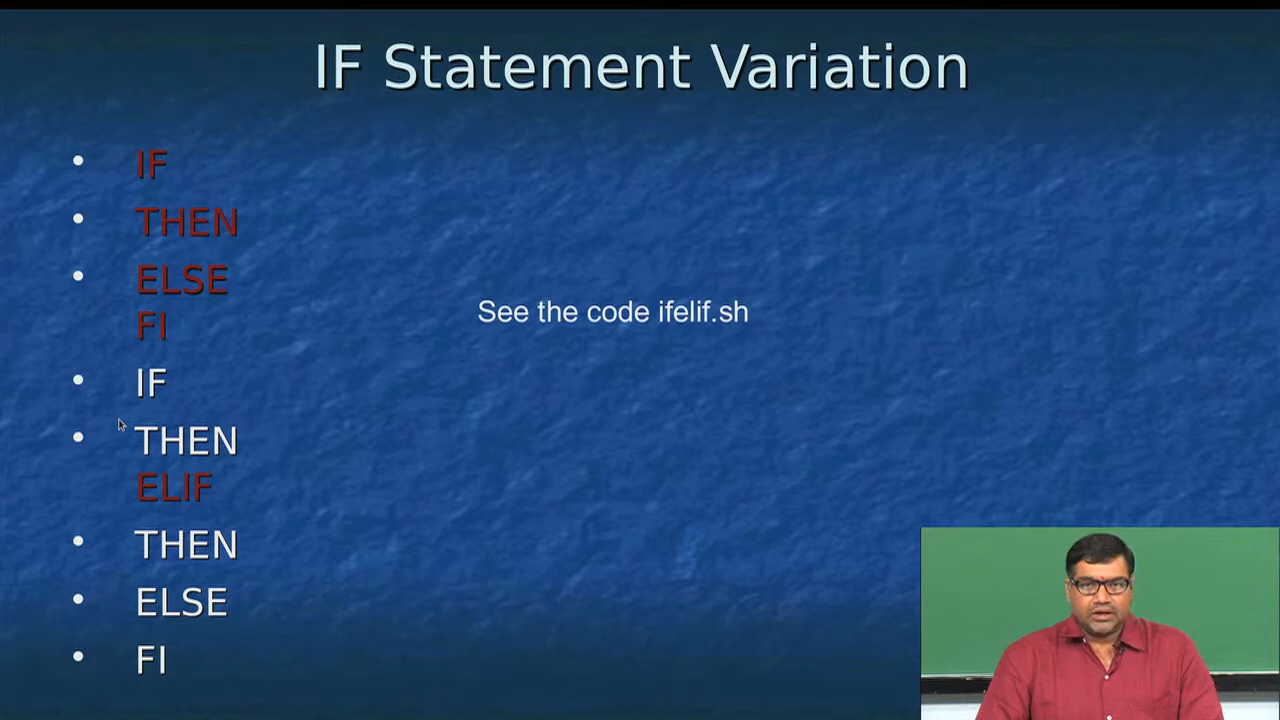 IF Statement Variation
• IF
• THEN
• ELSE
FI
See the code ifelif.sh
• IF
• THEN
ELIF
• THEN
• ELSE
• FI